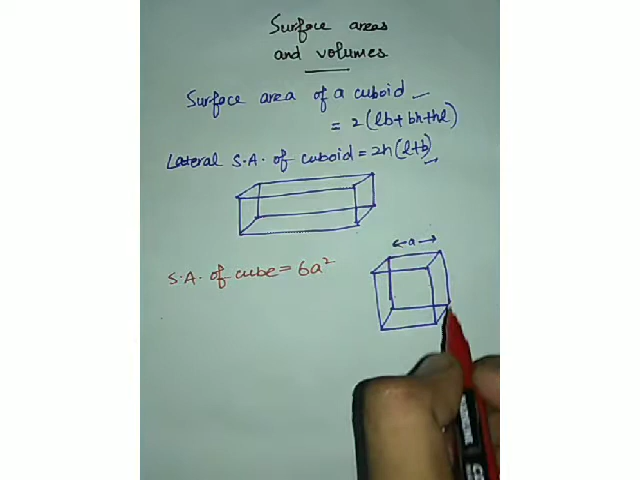 Surface areas
and volumes
Surface area of a cuboid
= 2(lb+bh+hl)
Lateral S.A. of cuboid = 2h(l+b)
a
S.A. of cube = 6a²